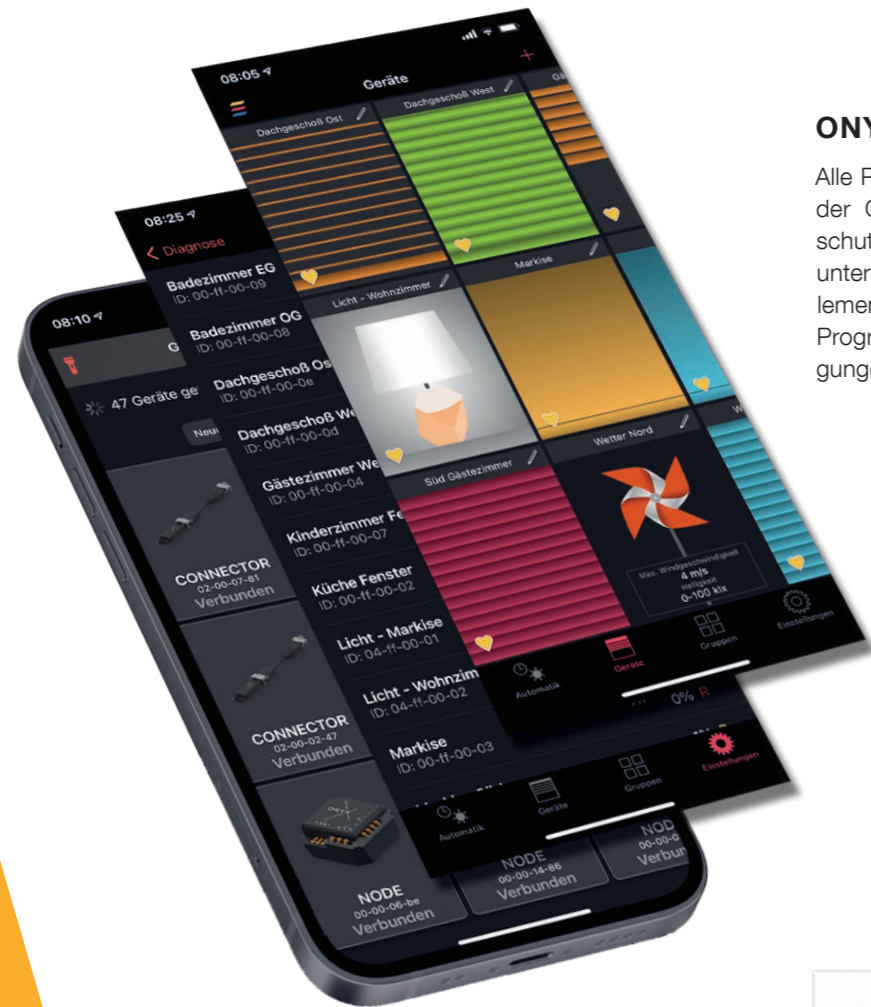 08:05
Geräte
Dachgeschoß Ost
Dachgeschoß West
Licht - Wohnzimmer
Markise
Süd Gästezimmer
Wetter Nord
Max. Windgeschwindigkeit
4 m/s
Helligkeit
0-100 klx
Automatik
Geräte
Gruppen
Einstellungen
08:25
Diagnose
Badezimmer EG
ID: 00-ff-00-09
Badezimmer OG
ID: 00-ff-00-08
Dachgeschoß Os
ID: 00-ff-00-0e
Dachgeschoß We
ID: 00-ff-00-0d
Gästezimmer We
ID: 00-ff-00-04
Kinderzimmer Fe
ID: 00-ff-00-07
Küche Fenster
ID: 00-ff-00-02
Licht - Markise
ID: 04-ff-00-01
Licht - Wohnzim
ID: 04-ff-00-02
0% R
Markise
ID: 00-ff-00-03
Automatik
Geräte
Gruppen
Einstellungen
08:10
G
47 Geräte ge
Neu
CONNECTOR
02-00-07-81
Verbunden
CONNECTOR
02-00-02-47
Verbunden
NODE
00-00-06-be
Verbunden
NODE
00-00-14-86
Verbunden
NOD
00-00-0
Verbun
ONY
Alle P
der
schut
unter
lemer
Progr
gunge